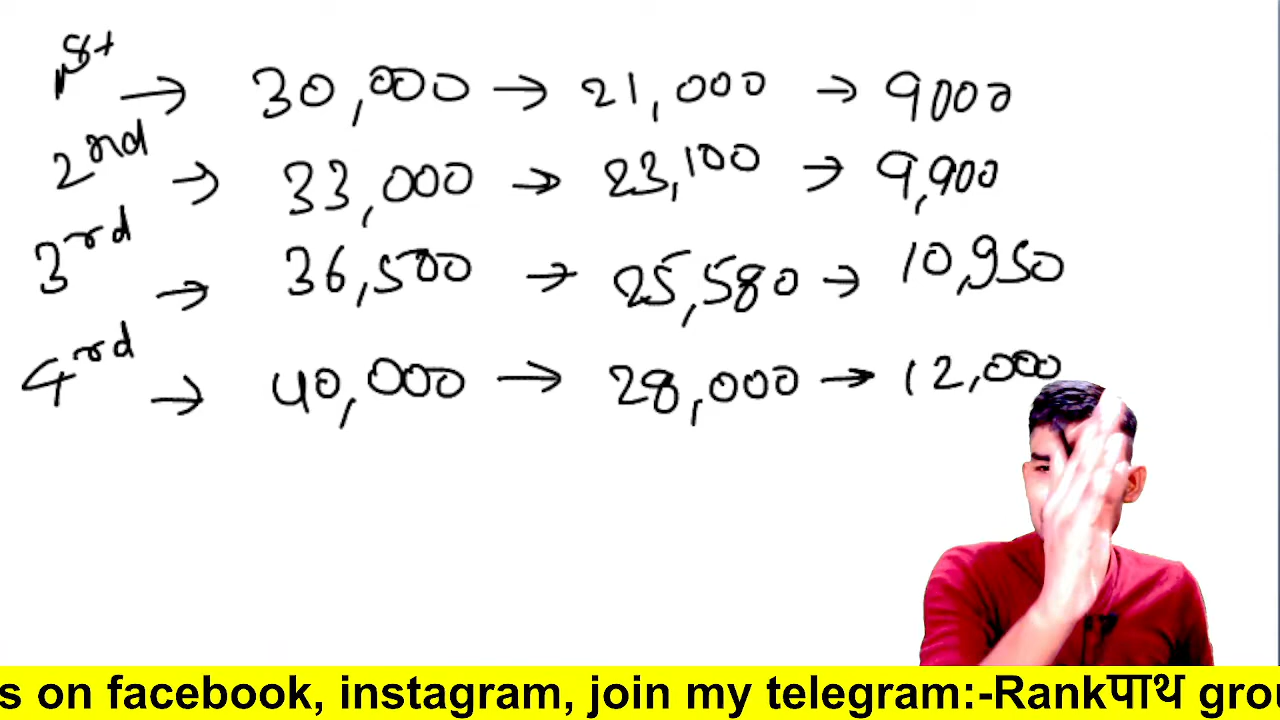 1st → 30,000 → 21,000 → 9000
2nd → 33,000 → 23,100 → 9,900
3rd → 36,500 → 25,580 → 10,950
4rd → 40,000 → 28,000 → 12,000
s on facebook, instagram, join my telegram:-Rankपाथ grou